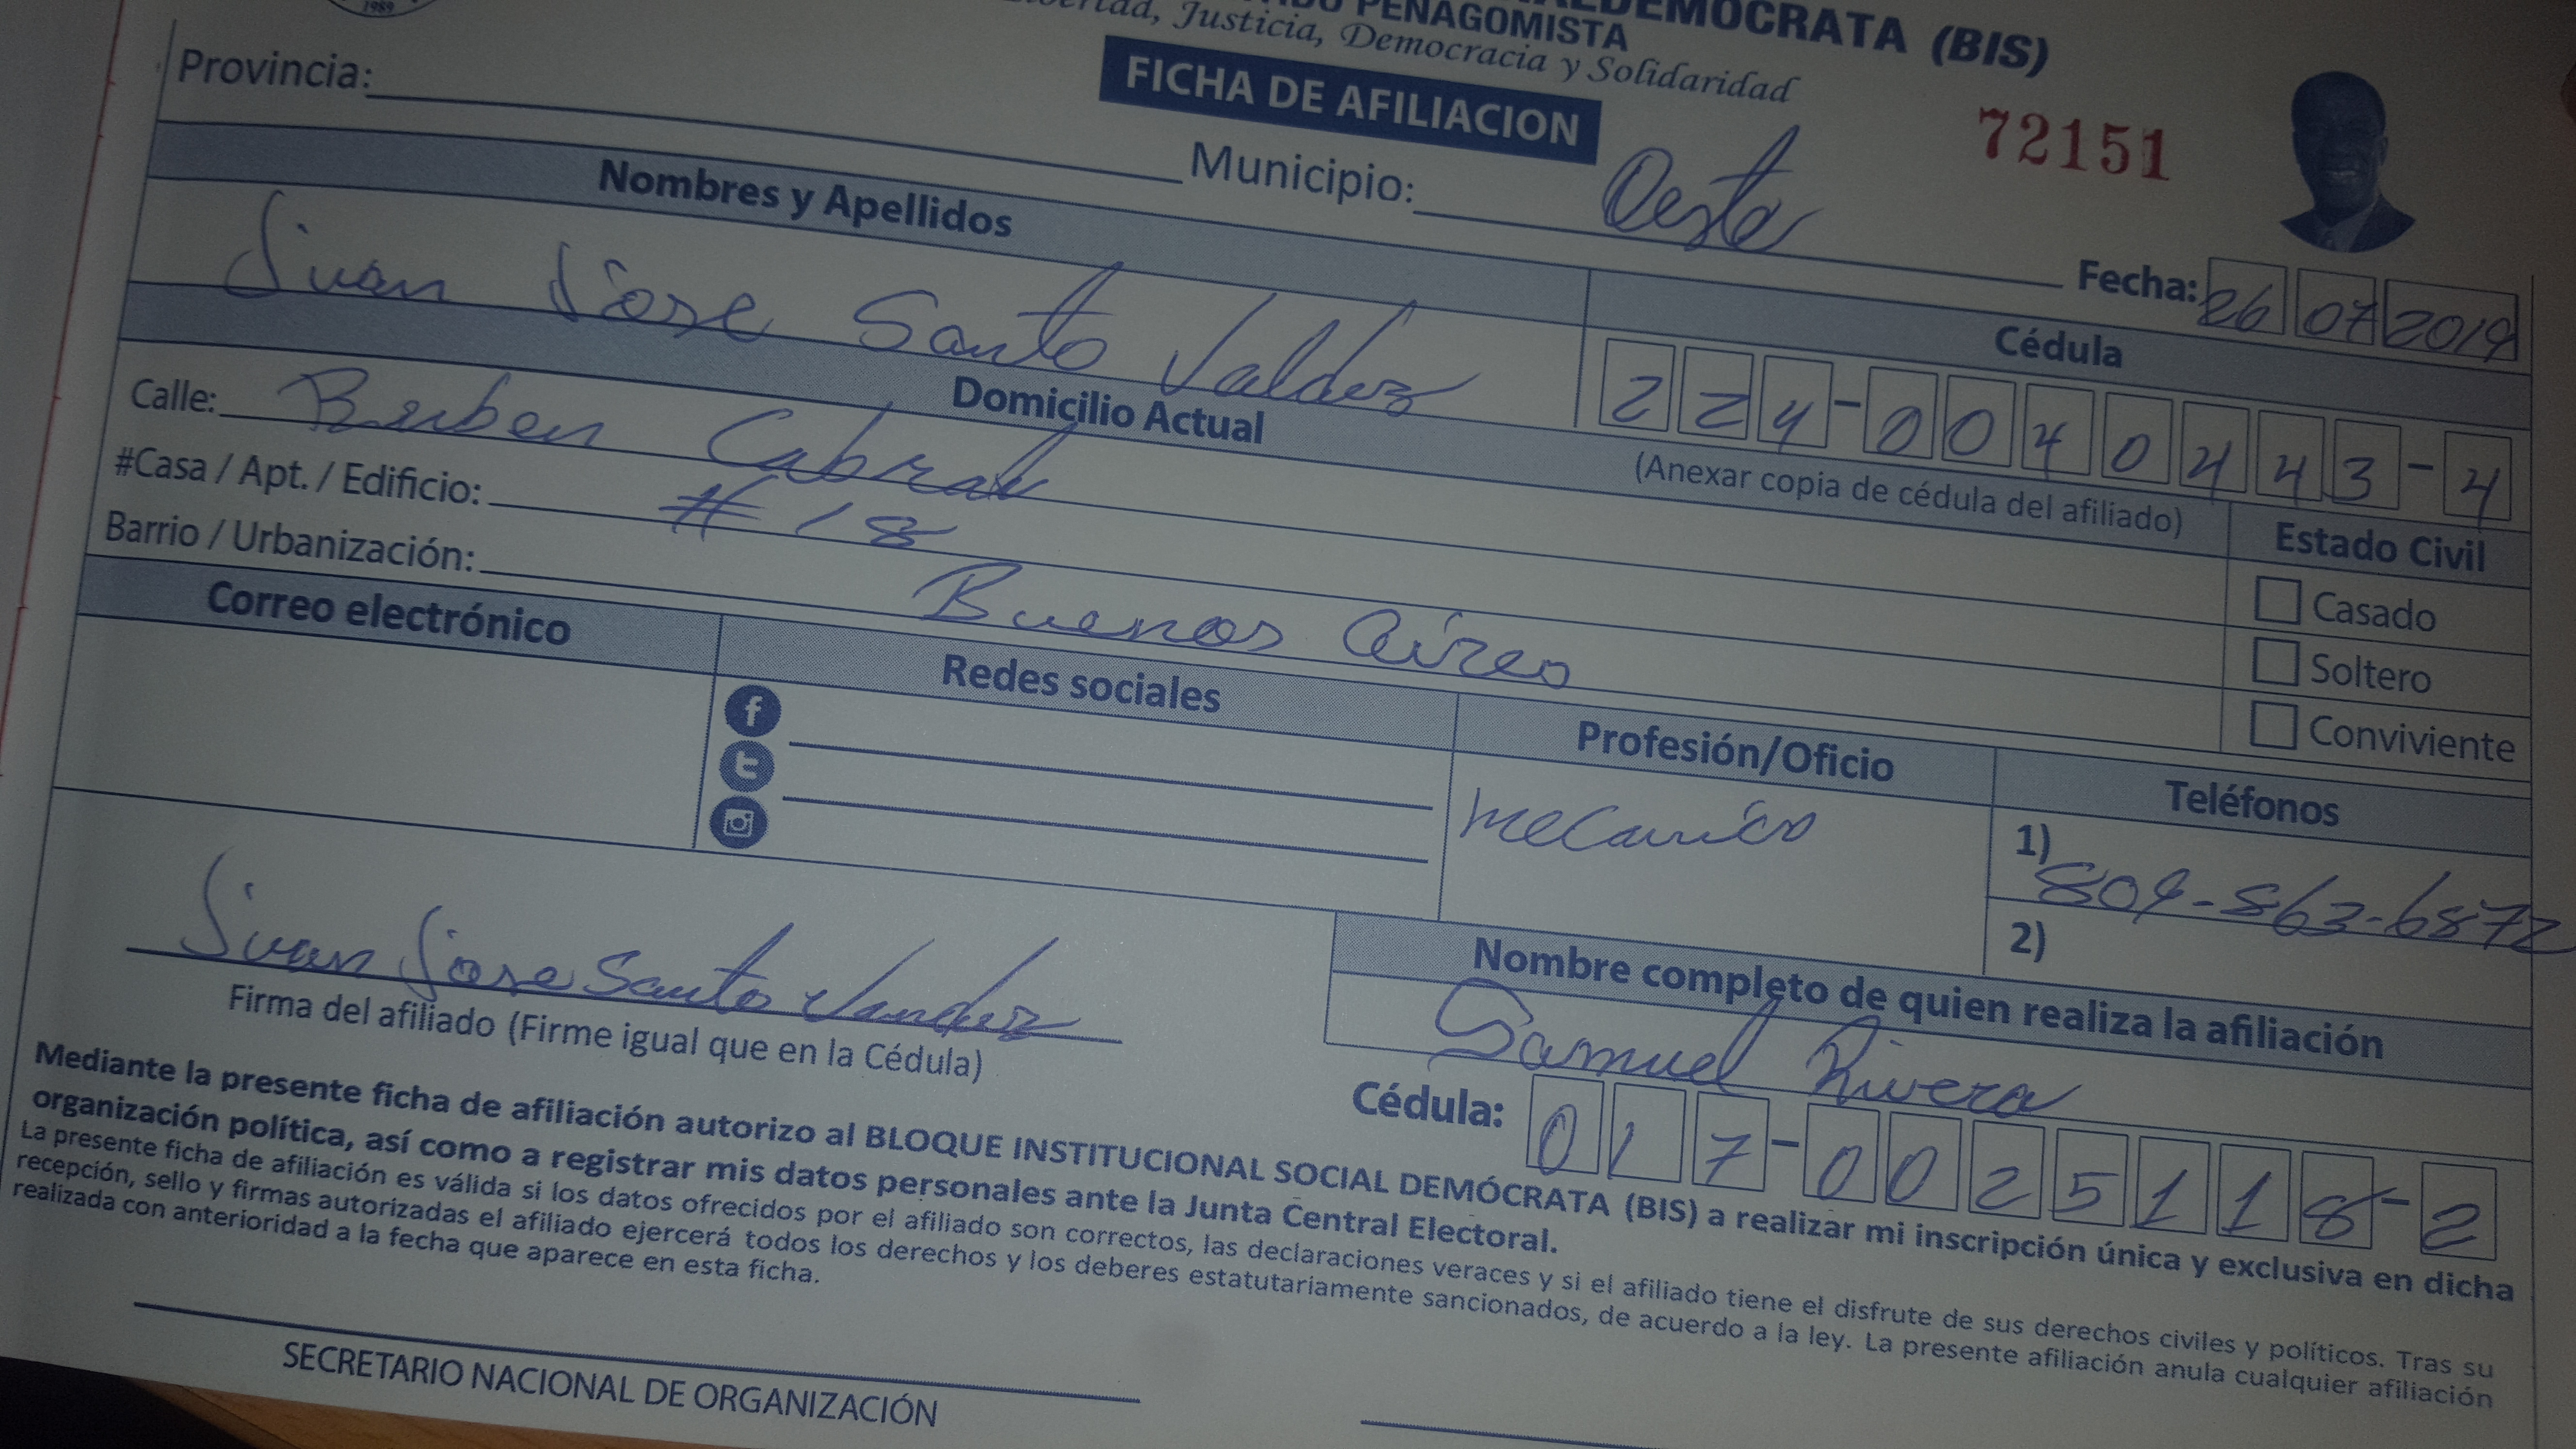 1989
DEMOCRATA (BIS)
PEÑAGOMISTA
Justicia, Democracia y Solidaridad
FICHA DE AFILIACION
72151
Provincia:
Municipio: Oeste
Fecha: 26 07 2019
Nombres y Apellidos
Cédula
Juan Jose Santo Valdez
224-0040443-4
Domicilio Actual
(Anexar copia de cédula del afiliado)
Calle: Ruben Cabral
Estado Civil
#Casa / Apt. / Edificio: #18
Casado
Barrio / Urbanización: Buenos Aires
Soltero
Conviviente
Correo electrónico
Redes sociales
Profesión/Oficio
Teléfonos
mecanico
1) 809-863-6872
2)
Juan Jose Santo
Firma del afiliado (Firme igual que en la Cédula)
Nombre completo de quien realiza la afiliación
Samuel Rivera
Cédula: 017-0025118-2
Mediante la presente ficha de afiliación autorizo al BLOQUE INSTITUCIONAL SOCIAL DEMÓCRATA (BIS) a realizar mi inscripción única y exclusiva en dicha
organización política, así como a registrar mis datos personales ante la Junta Central Electoral.
La presente ficha de afiliación es válida si los datos ofrecidos por el afiliado son correctos, las declaraciones veraces y si el afiliado tiene el disfrute de sus derechos civiles y políticos. Tras su
recepción, sello y firmas autorizadas el afiliado ejercerá todos los derechos y los deberes estatutariamente sancionados, de acuerdo a la ley. La presente afiliación anula cualquier afiliación
realizada con anterioridad a la fecha que aparece en esta ficha.
SECRETARIO NACIONAL DE ORGANIZACIÓN